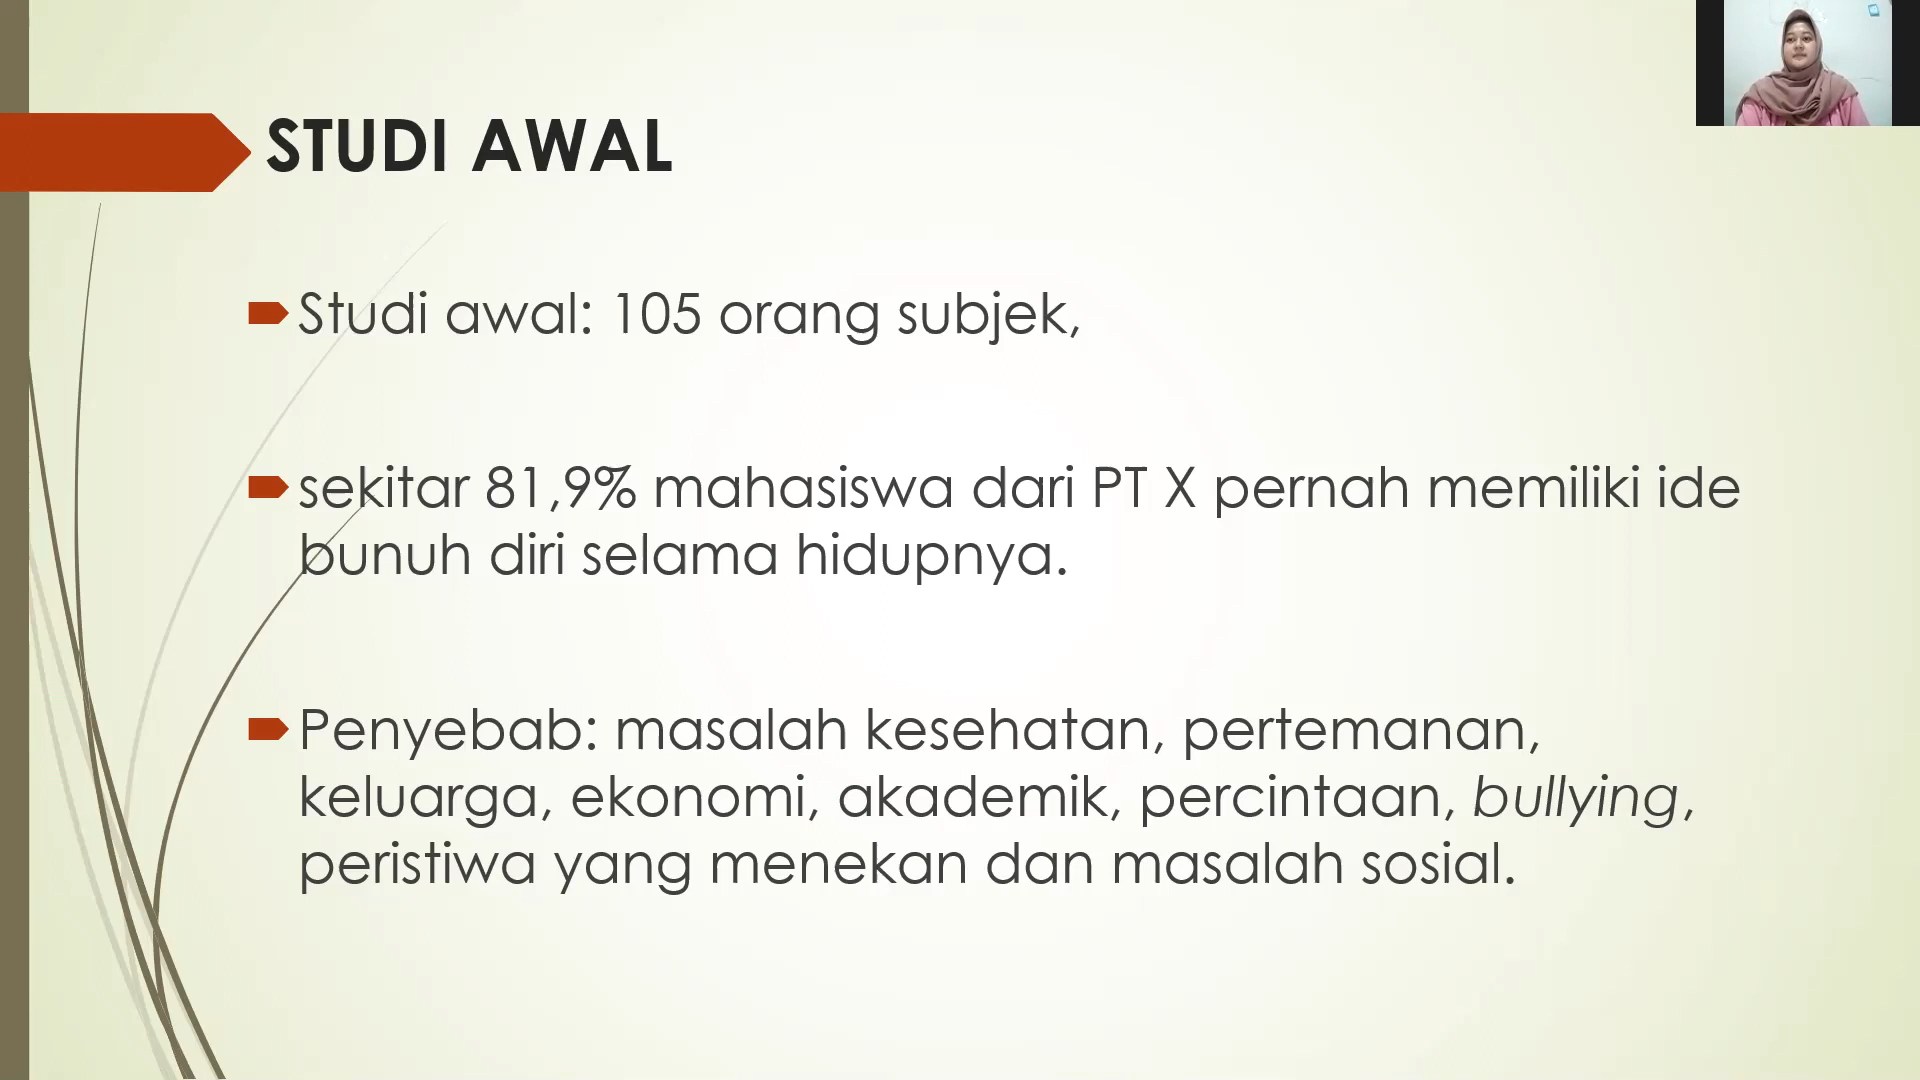 STUDI AWAL
Studi awal: 105 orang subjek,
sekitar 81,9% mahasiswa dari PT X pernah memiliki ide
bunuh diri selama hidupnya.
Penyebab: masalah kesehatan, pertemanan,
keluarga, ekonomi, akademik, percintaan, bullying,
peristiwa yang menekan dan masalah sosial.